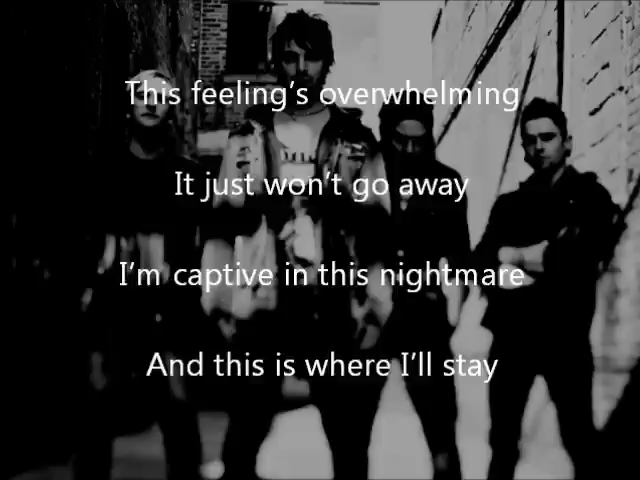 This feeling's overwhelming
It just won't go away
I'm captive in this nightmare
And this is where I'll stay